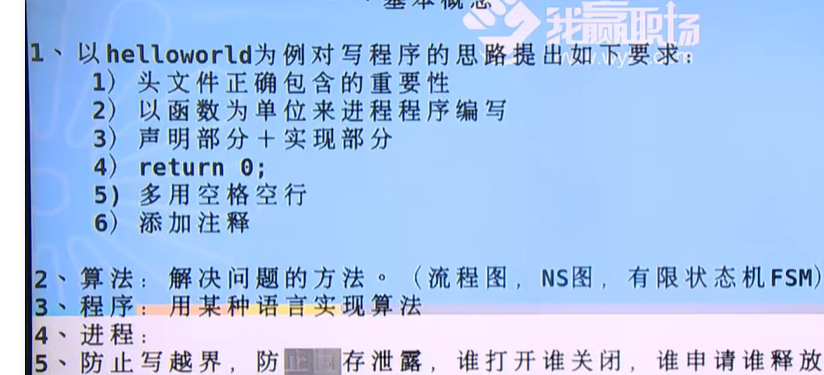 、基本概念
我赢职场
1、以helloworld为例对写程序的思路提出如下要求:
1) 头文件正确包含的重要性
2) 以函数为单位来进程程序编写
3) 声明部分+实现部分
4) return 0;
5) 多用空格空行
6) 添加注释
2、算法: 解决问题的方法。(流程图, NS图, 有限状态机FSM)
3、程序: 用某种语言实现算法
4、进程:
5、防止写越界, 防止 存泄露, 谁打开谁关闭, 谁申请谁释放